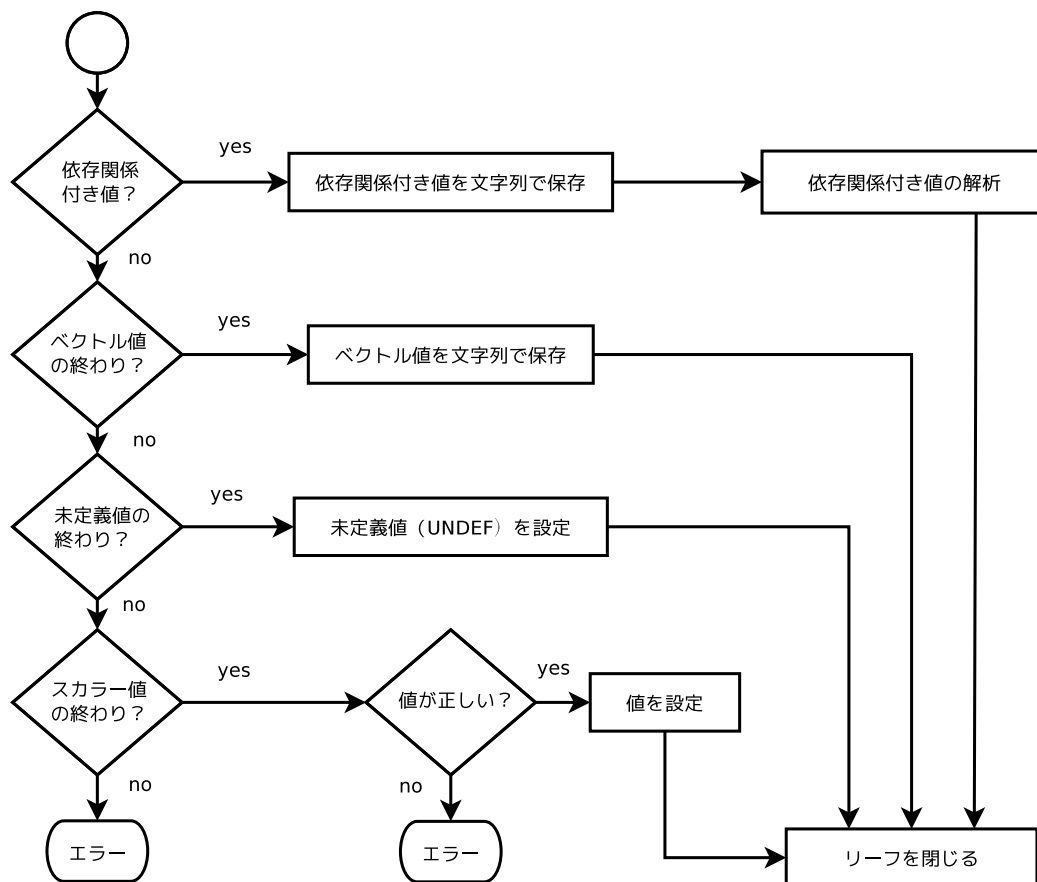 依存関係
付き値？
yes
依存関係付き値を文字列で保存
依存関係付き値の解析
no
ベクトル値
の終わり？
yes
ベクトル値を文字列で保存
no
未定義値の
終わり？
yes
未定義値（UNDEF）を設定
no
スカラー値
の終わり？
yes
値が正しい？
yes
値を設定
no
no
エラー
エラー
リーフを閉じる